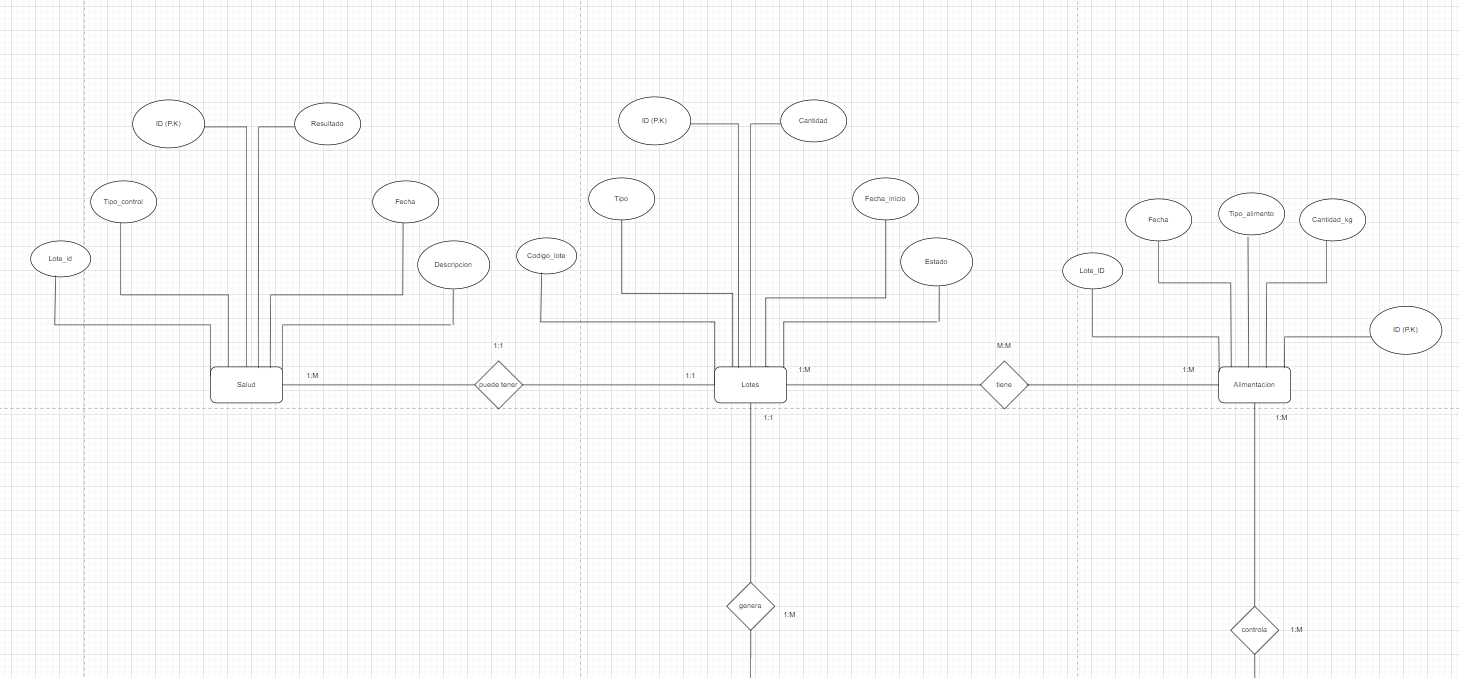 ID (P.K)
Resultado
Tipo_control
Fecha
Lote_id
Descripcion
1:1
1:M
Salud
puede tener
1:1
ID (P.K)
Cantidad
Tipo
Fecha_inicio
Codigo_lote
Estado
Lotes
1:M
1:1
M:M
tiene
1:M
Fecha
Tipo_alimento
Cantidad_kg
Lote_ID
ID (P.K)
Alimentacion
1:M
genera
1:M
controla
1:M